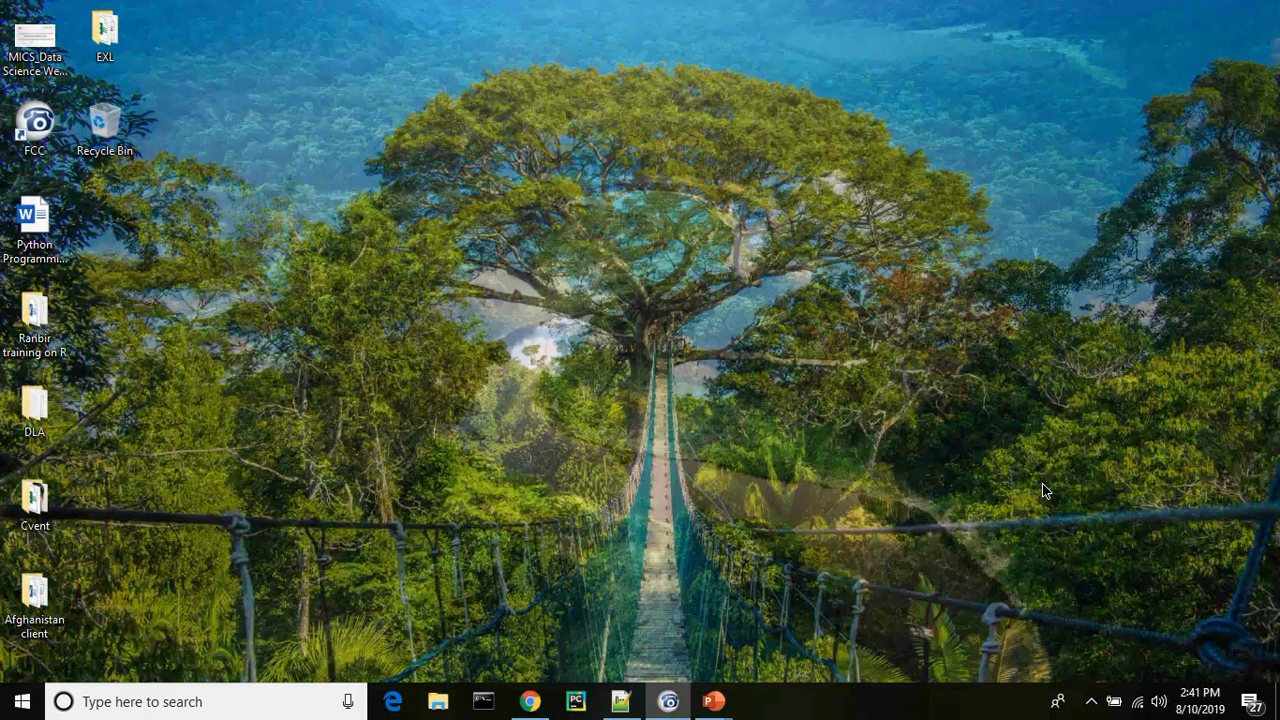 MICS_Data
Science We...
EXL
FCC
Recycle Bin
Python
Programmi...
Ranbir
training on R
DLA
Cvent
Afghanistan
client
Type here to search
2:41 PM
8/10/2019
27